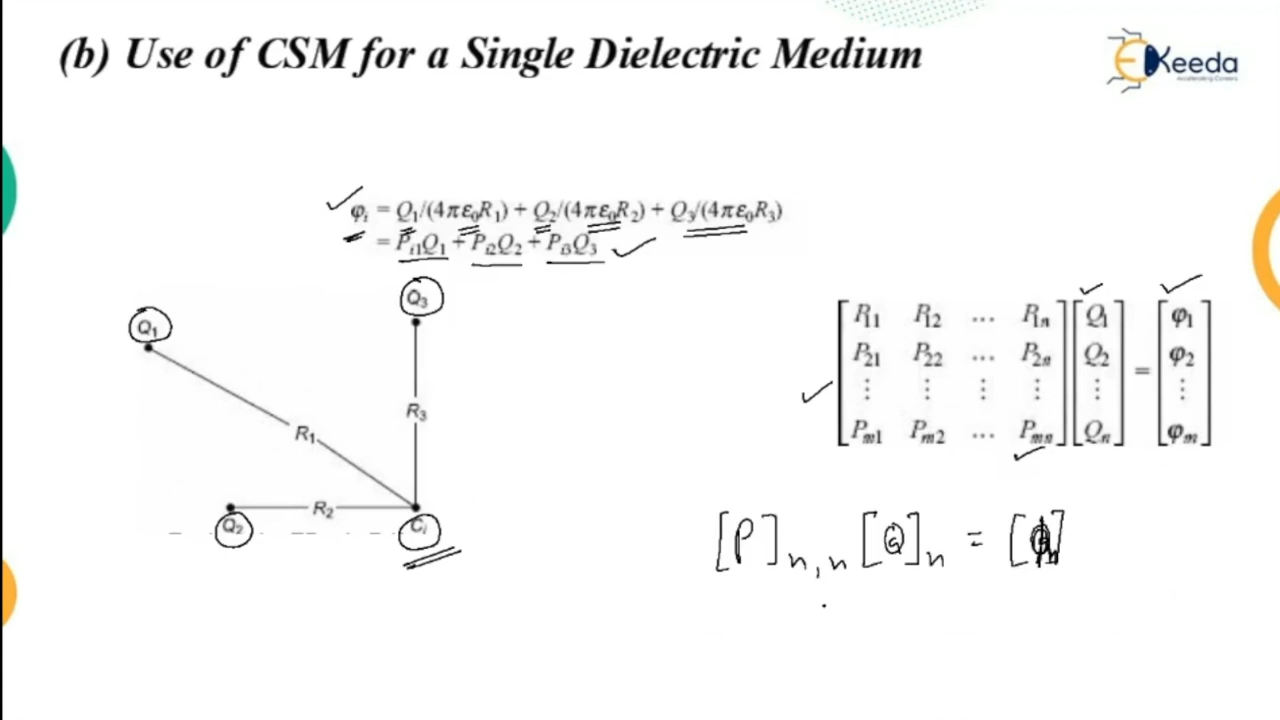 (b) Use of CSM for a Single Dielectric Medium
EKeeda
φᵢ = Q₁/(4πε₀R₁) + Q₂/(4πε₀R₂) + Q₃/(4πε₀R₃)
= Pᵢ₁Q₁ + Pᵢ₂Q₂ + Pᵢ₃Q₃
Q₃
Q₁
R₃
R₁
R₂
Q₂
Cᵢ
P₁₁ P₁₂ ... P₁ₙ Q₁ φ₁
P₂₁ P₂₂ ... P₂ₙ Q₂ = φ₂
⋮ ⋮ ⋮ ⋮ ⋮ ⋮
Pₘ₁ Pₘ₂ ... Pₘₙ Qₙ φₘ
[P]ₙ,ₙ [Q]ₙ = [ ]